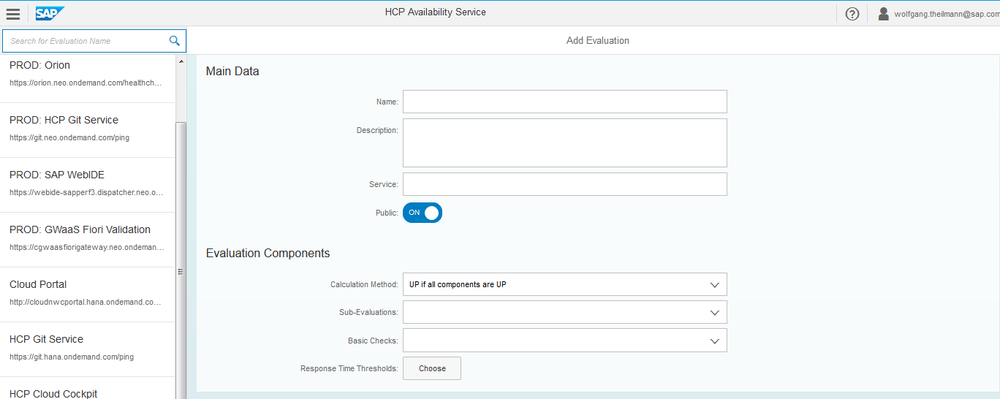 SAP
HCP Availability Service
wolfgang.theilmann@sap.com
Search for Evaluation Name
Add Evaluation
PROD: Orion
https://orion.neo.ondemand.com/healthch...
PROD: HCP Git Service
https://git.neo.ondemand.com/ping
PROD: SAP WebIDE
https://webide-sapperf3.dispatcher.neo.o...
PROD: GWaaS Fiori Validation
https://cgwaasfiorigateway.neo.ondeman...
Cloud Portal
http://cloudnwcportal.hana.ondemand.co...
HCP Git Service
https://git.hana.ondemand.com/ping
HCP Cloud Cockpit
Main Data
Name:
Description:
Service:
Public: ON
Evaluation Components
Calculation Method: UP if all components are UP
Sub-Evaluations:
Basic Checks:
Response Time Thresholds: Choose